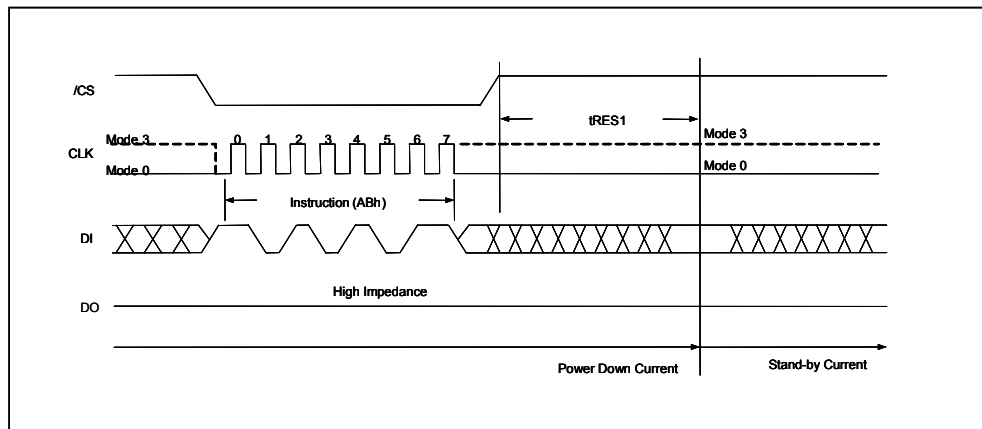 /CS
tRES1
CLK
Mode 3
0 1 2 3 4 5 6 7
Mode 3
Mode 0
Mode 0
Instruction (ABh)
DI
High Impedance
DO
Power Down Current
Stand-by Current